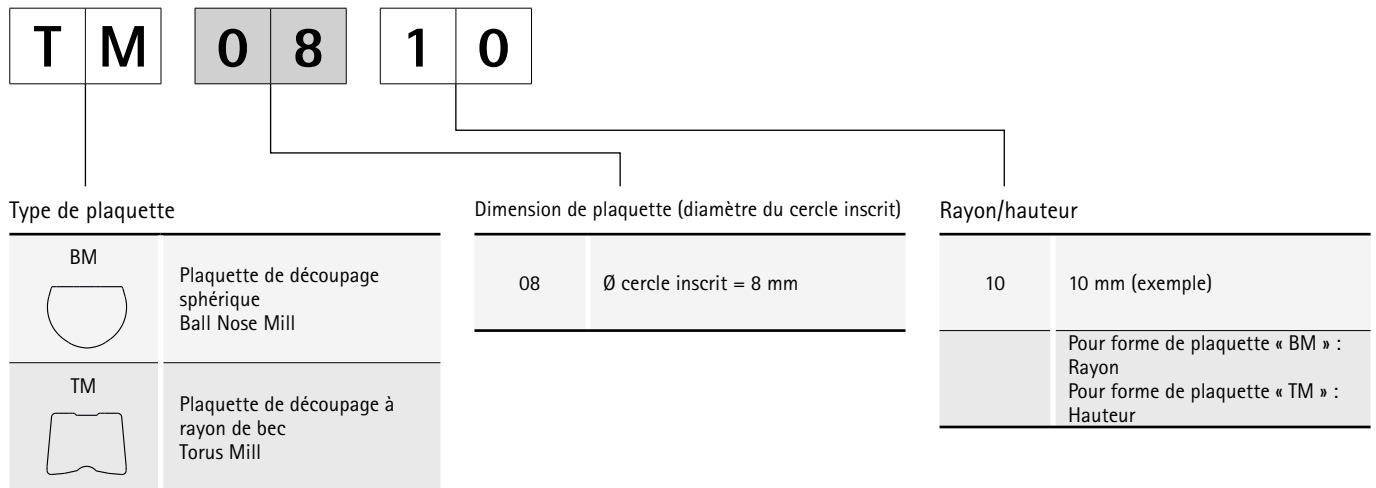 T M 0 8 1 0
Type de plaquette
BM
Plaquette de découpage
sphérique
Ball Nose Mill
TM
Plaquette de découpage à
rayon de bec
Torus Mill
Dimension de plaquette (diamètre du cercle inscrit)
08 Ø cercle inscrit = 8 mm
Rayon/hauteur
10 10 mm (exemple)
Pour forme de plaquette « BM » :
Rayon
Pour forme de plaquette « TM » :
Hauteur